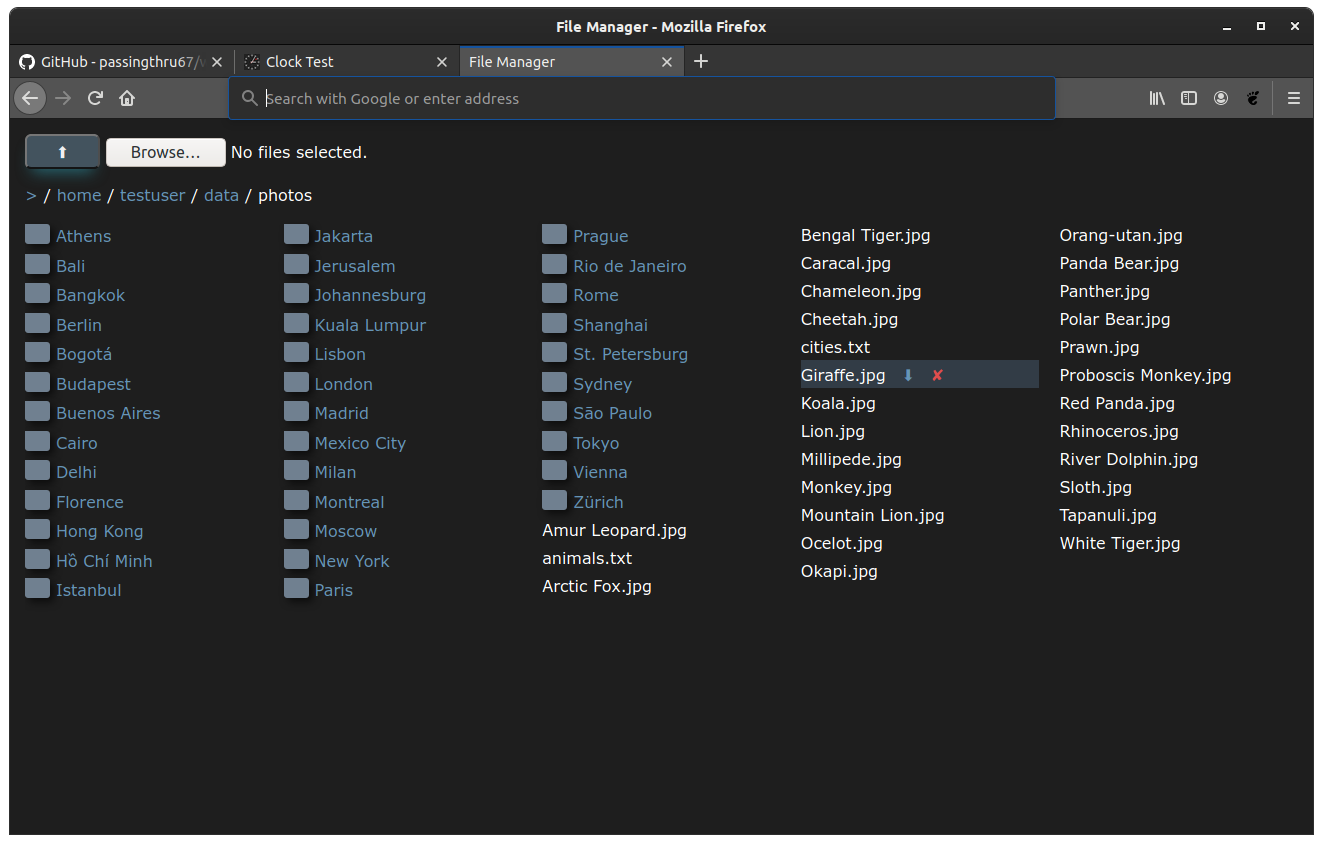 File Manager - Mozilla Firefox
GitHub - passingthru67/
Clock Test
File Manager
Search with Google or enter address
Browse...
No files selected.
> / home / testuser / data / photos
Athens
Bali
Bangkok
Berlin
Bogotá
Budapest
Buenos Aires
Cairo
Delhi
Florence
Hong Kong
Hồ Chí Minh
Istanbul
Jakarta
Jerusalem
Johannesburg
Kuala Lumpur
Lisbon
London
Madrid
Mexico City
Milan
Montreal
Moscow
New York
Paris
Prague
Rio de Janeiro
Rome
Shanghai
St. Petersburg
Sydney
São Paulo
Tokyo
Vienna
Zürich
Amur Leopard.jpg
animals.txt
Arctic Fox.jpg
Bengal Tiger.jpg
Caracal.jpg
Chameleon.jpg
Cheetah.jpg
cities.txt
Giraffe.jpg
Koala.jpg
Lion.jpg
Millipede.jpg
Monkey.jpg
Mountain Lion.jpg
Ocelot.jpg
Okapi.jpg
Orang-utan.jpg
Panda Bear.jpg
Panther.jpg
Polar Bear.jpg
Prawn.jpg
Proboscis Monkey.jpg
Red Panda.jpg
Rhinoceros.jpg
River Dolphin.jpg
Sloth.jpg
Tapanuli.jpg
White Tiger.jpg